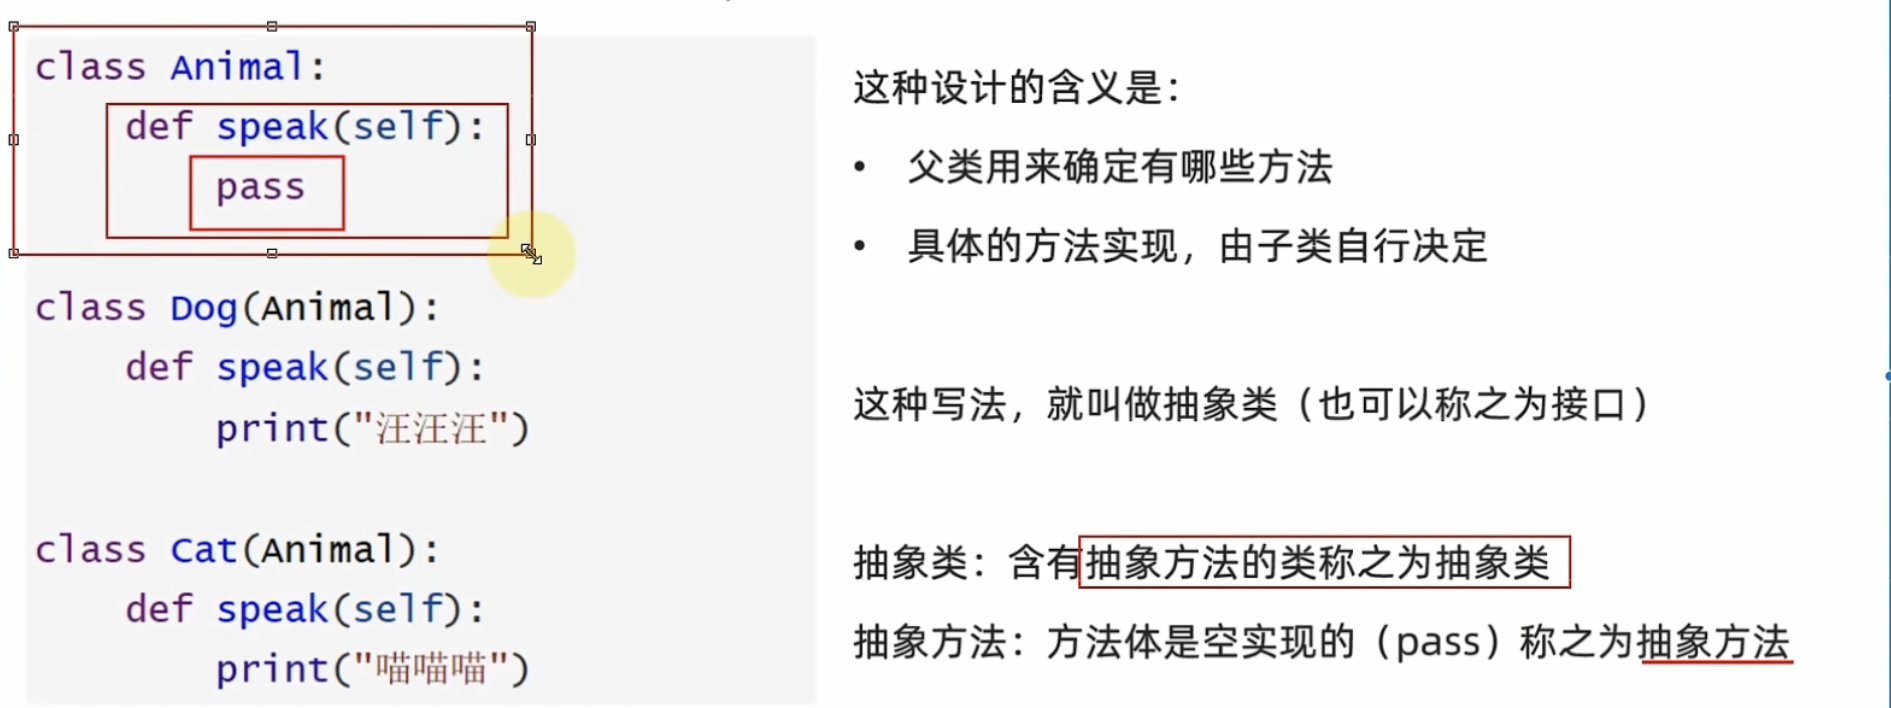 class Animal:
    def speak(self):
        pass
class Dog(Animal):
    def speak(self):
        print("汪汪汪")
class Cat(Animal):
    def speak(self):
        print("喵喵喵")
这种设计的含义是：
• 父类用来确定有哪些方法
• 具体的方法实现，由子类自行决定
这种写法，就叫做抽象类（也可以称之为接口）
抽象类：含有抽象方法的类称之为抽象类
抽象方法：方法体是空实现的（pass）称之为抽象方法